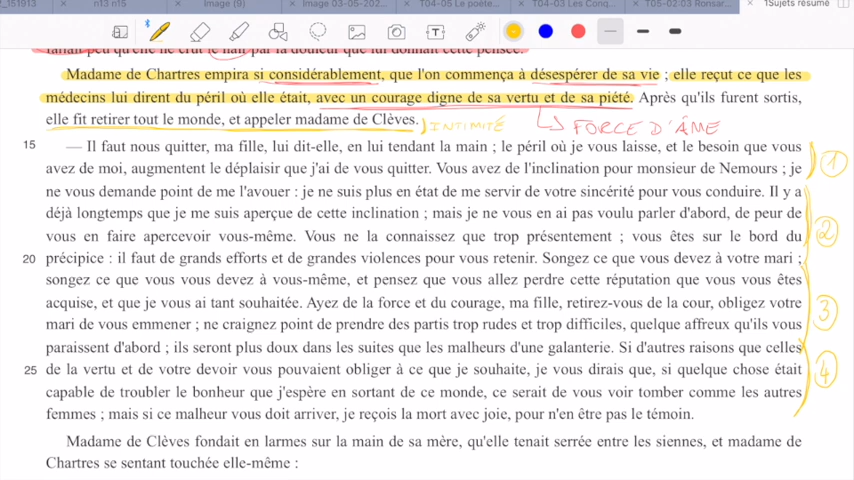 _151913 n13 n15 Image (9) Image 03-05-202... T04-05 Le poète... T04-03 Les Conq... T05-02:03 Ronsar... 1Sujets résumé
par la douceur que lui donnait cette pensée.
Madame de Chartres empira si considérablement, que l'on commença à désespérer de sa vie ; elle reçut ce que les
médecins lui dirent du péril où elle était, avec un courage digne de sa vertu et de sa piété. Après qu'ils furent sortis,
elle fit retirer tout le monde, et appeler madame de Clèves. INTIMITÉ FORCE D'ÂME
15 — Il faut nous quitter, ma fille, lui dit-elle, en lui tendant la main ; le péril où je vous laisse, et le besoin que vous
avez de moi, augmentent le déplaisir que j'ai de vous quitter. Vous avez de l'inclination pour monsieur de Nemours ; je 1
ne vous demande point de me l'avouer : je ne suis plus en état de me servir de votre sincérité pour vous conduire. Il y a
déjà longtemps que je me suis aperçue de cette inclination ; mais je ne vous en ai pas voulu parler d'abord, de peur de
vous en faire apercevoir vous-même. Vous ne la connaissez que trop présentement ; vous êtes sur le bord du 2
20 précipice : il faut de grands efforts et de grandes violences pour vous retenir. Songez ce que vous devez à votre mari ;
songez ce que vous vous devez à vous-même, et pensez que vous allez perdre cette réputation que vous vous êtes
acquise, et que je vous ai tant souhaitée. Ayez de la force et du courage, ma fille, retirez-vous de la cour, obligez votre 3
mari de vous emmener ; ne craignez point de prendre des partis trop rudes et trop difficiles, quelque affreux qu'ils vous
paraissent d'abord ; ils seront plus doux dans les suites que les malheurs d'une galanterie. Si d'autres raisons que celles
25 de la vertu et de votre devoir vous pouvaient obliger à ce que je souhaite, je vous dirais que, si quelque chose était 4
capable de troubler le bonheur que j'espère en sortant de ce monde, ce serait de vous voir tomber comme les autres
femmes ; mais si ce malheur vous doit arriver, je reçois la mort avec joie, pour n'en être pas le témoin.
Madame de Clèves fondait en larmes sur la main de sa mère, qu'elle tenait serrée entre les siennes, et madame de
Chartres se sentant touchée elle-même :